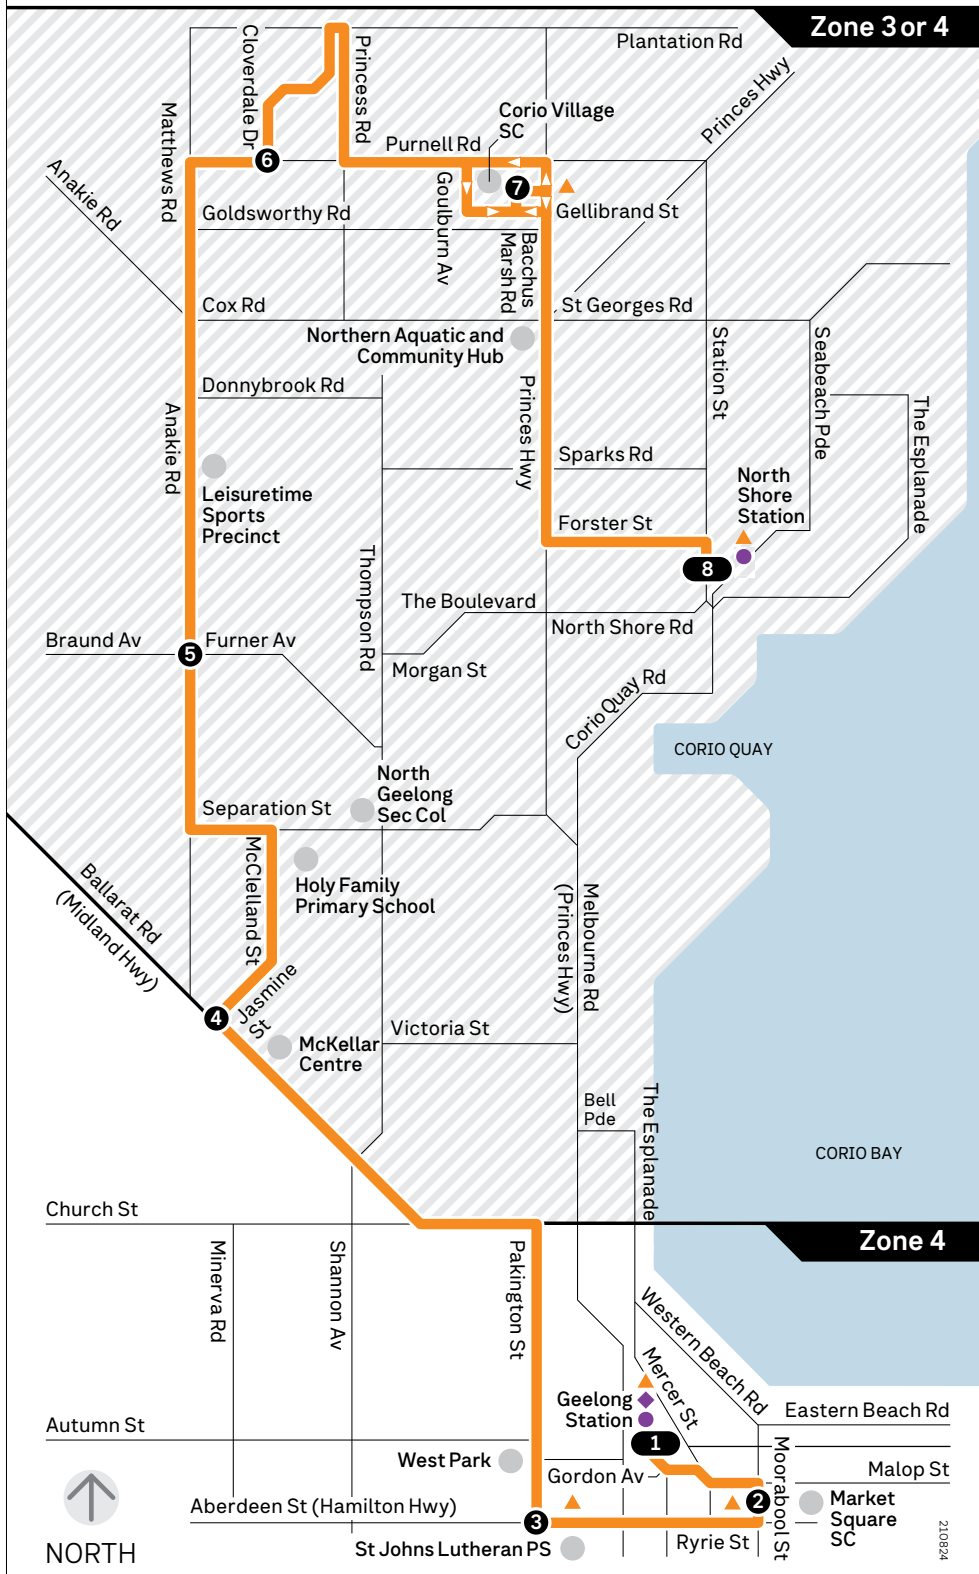 Zone 3 or 4
Plantation Rd
Cloverdale Dr
Princess Rd
Princes Hwy
Corio Village
SC
Matthews Rd
Purnell Rd
6
7
Anakie Rd
Goulburn Av
Goldsworthy Rd
Gellibrand St
Bacchus
Marsh Rd
Cox Rd
St Georges Rd
Northern Aquatic and
Community Hub
Station St
Seabeach Pde
Donnybrook Rd
Princes Hwy
The Esplanade
Anakie Rd
Sparks Rd
Leisuretime
Sports
Precinct
North
Shore
Station
Forster St
8
Thompson Rd
The Boulevard
North Shore Rd
Braund Av
5
Furner Av
Morgan St
Corio Quay Rd
CORIO QUAY
North
Geelong
Sec Col
Separation St
McClelland St
Holy Family
Primary School
Ballarat Rd
(Midland Hwy)
Melbourne Rd
(Princes Hwy)
Jasmine
St
4
McKellar
Centre
Victoria St
Bell
Pde
The Esplanade
CORIO BAY
Church St
Zone 4
Minerva Rd
Shannon Av
Pakington St
Western Beach Rd
Mercer St
Geelong
Station
1
Eastern Beach Rd
Autumn St
West Park
Gordon Av
Moorabool St
Malop St
Aberdeen St (Hamilton Hwy)
2
Market
Square
SC
3
Ryrie St
St Johns Lutheran PS
NORTH
210824